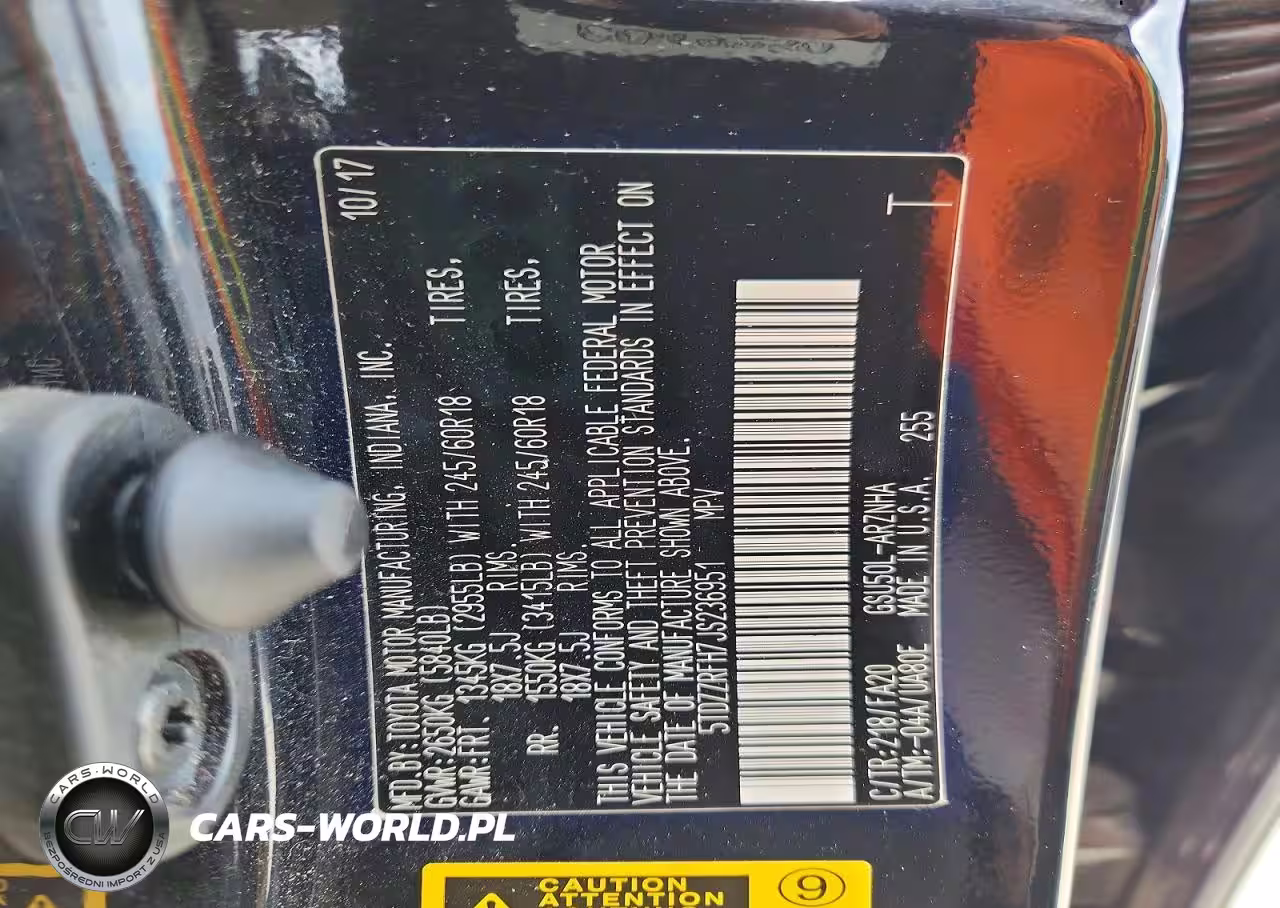 MFD.BY:TOYOTA MOTOR MANUFACTURING, INDIANA, INC. 10/17
GVWR:2650KG (5840LB)
GAWR:FRT. 1345KG (2955LB) WITH 245/60R18 TIRES,
18X7.5J RIMS.
RR. 1550KG (3415LB) WITH 245/60R18 TIRES,
18X7.5J RIMS.
THIS VEHICLE CONFORMS TO ALL APPLICABLE FEDERAL MOTOR
VEHICLE SAFETY AND THEFT PREVENTION STANDARDS IN EFFECT ON
THE DATE OF MANUFACTURE SHOWN ABOVE.
5TDZZRFH7JS236951 MPV
C/TR:218/FA20 GSU50L-ARZNHA
A/TM:-04A/UA80E MADE IN U.S.A. 255
CAUTION
ATTENTION
9
CARS-WORLD
CW
BEZPOŚREDNI IMPORT Z USA
CARS-WORLD.PL